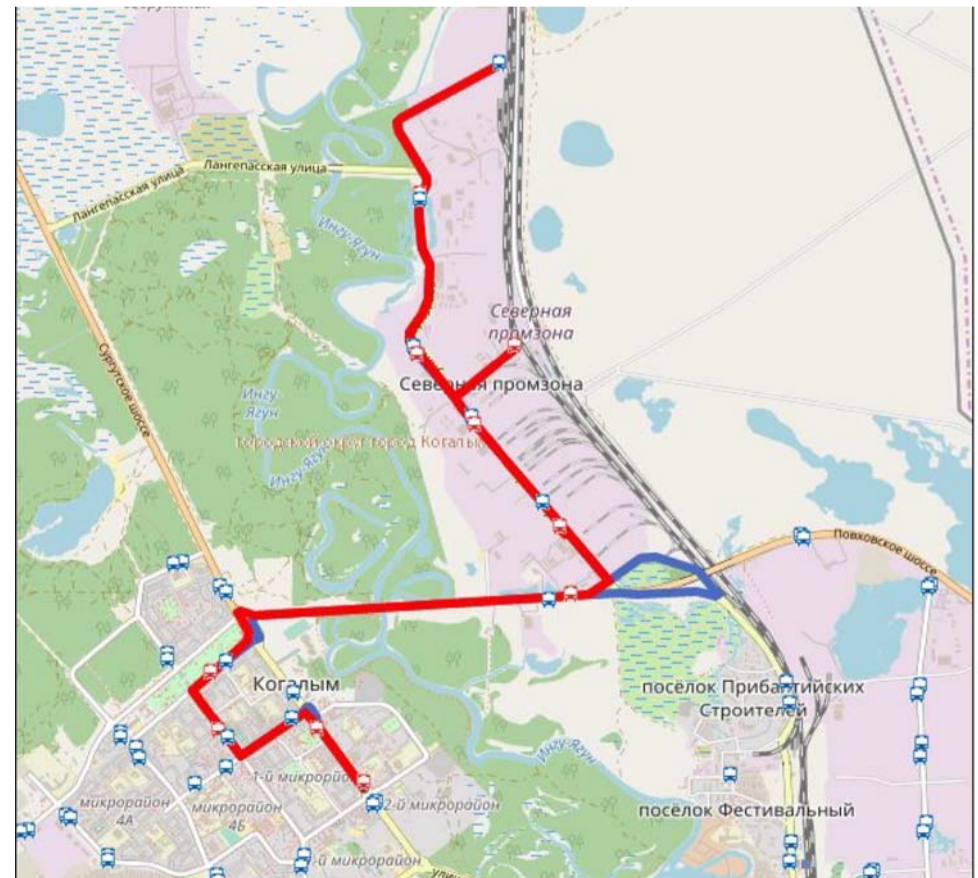 Лангепасская улица
Лангепасская улица
Ингу-Ягун
Сургутское шоссе
Северная
промзона
Северная промзона
Ингу-
Ягун
городской округ город Когалым
Ингу-Ягун
Повховское шоссе
Когалым
посёлок Прибалтийских
Строителей
Ингу-Ягун
1-й микрорайон
микрорайон
4А
микрорайон
4Б
2-й микрорайон
посёлок Фестивальный
-й микрорайон